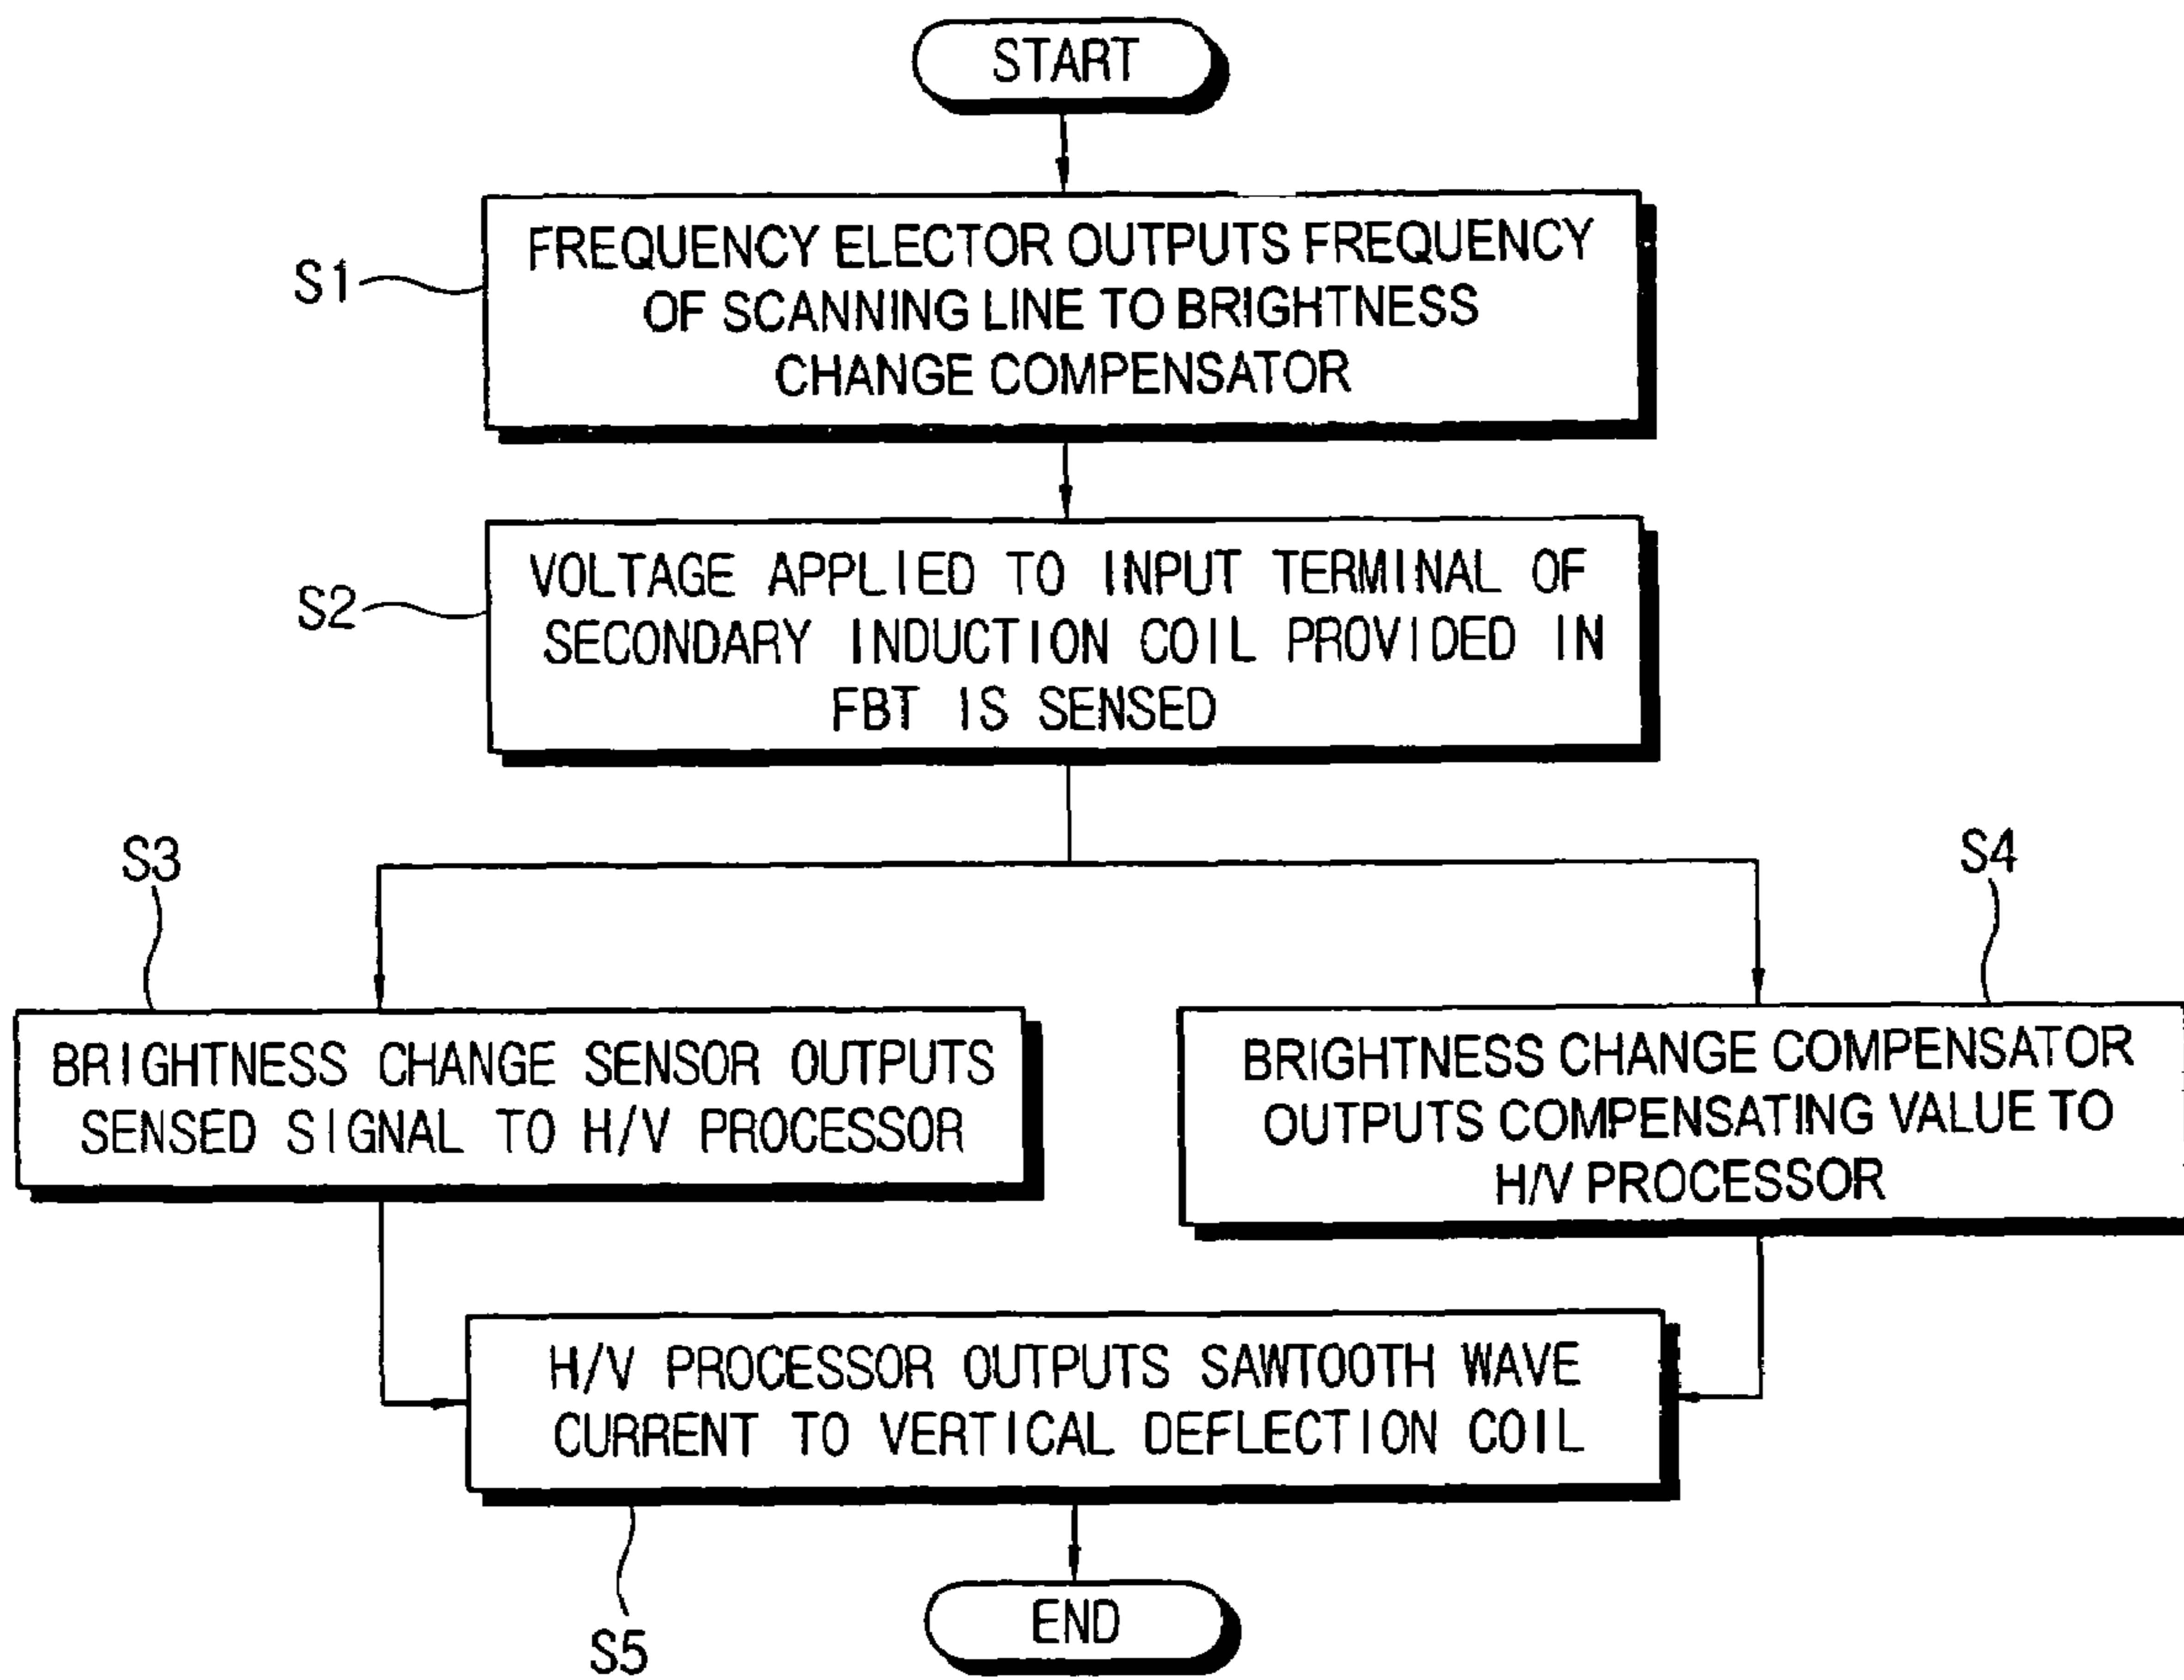 START
S1
FREQUENCY ELECTOR OUTPUTS FREQUENCY
OF SCANNING LINE TO BRIGHTNESS
CHANGE COMPENSATOR
S2
VOLTAGE APPLIED TO INPUT TERMINAL OF
SECONDARY INDUCTION COIL PROVIDED IN
FBT IS SENSED
S3
BRIGHTNESS CHANGE SENSOR OUTPUTS
SENSED SIGNAL TO H/V PROCESSOR
S4
BRIGHTNESS CHANGE COMPENSATOR
OUTPUTS COMPENSATING VALUE TO
H/V PROCESSOR
H/V PROCESSOR OUTPUTS SAWTOOTH WAVE
CURRENT TO VERTICAL DEFLECTION COIL
S5
END